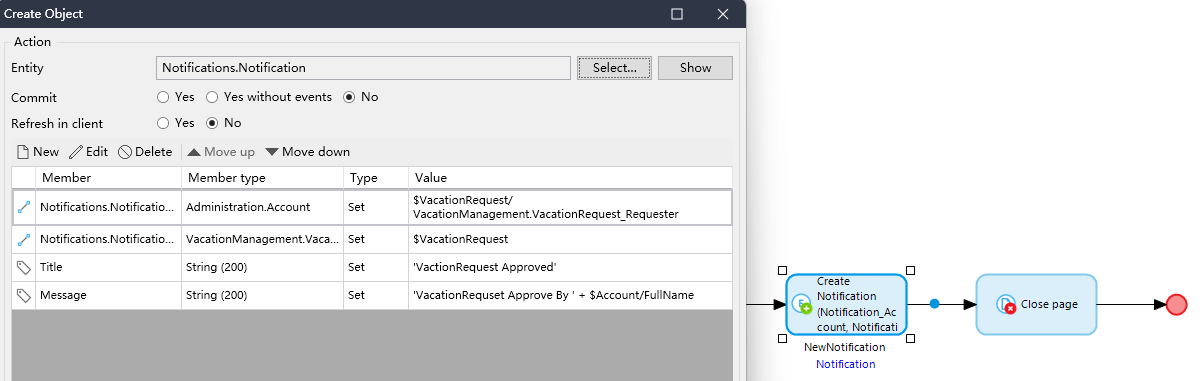 Create Object
Action
Entity
Notifications.Notification
Select...
Show
Commit
Yes
Yes without events
No
Refresh in client
Yes
No
New
Edit
Delete
Move up
Move down
Member
Member type
Type
Value
Notifications.Notificatio...
Administration.Account
Set
$VacationRequest/
VacationManagement.VacationRequest_Requester
Notifications.Notificatio...
VacationManagement.Vaca...
Set
$VacationRequest
Title
String (200)
Set
'VactionRequest Approved'
Message
String (200)
Set
'VacationRequset Approve By ' + $Account/FullName
Create
Notification
(Notification_Ac
count, Notificati
NewNotification
Notification
Close page